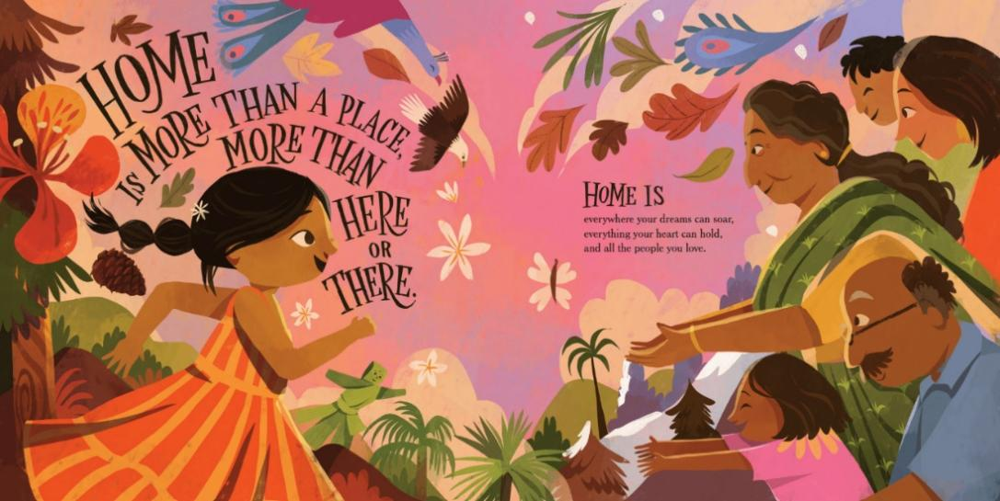 HOME
IS MORE THAN A PLACE,
MORE THAN
HERE
OR
THERE.
HOME IS
everywhere your dreams can soar,
everything your heart can hold,
and all the people you love.